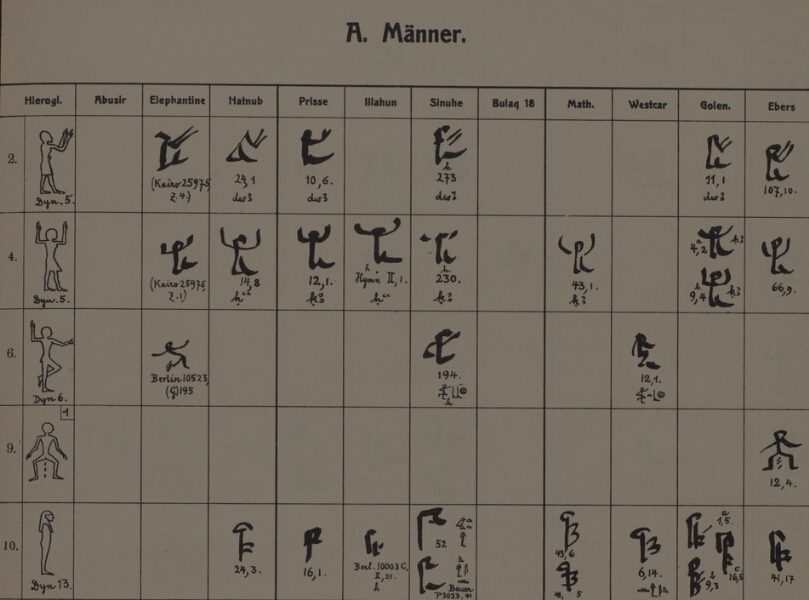 A. Männer.
Hierogl. Abusir Elephantine Hatnub Prisse Illahun Sinuhe Bulaq 18 Math. Westcar Golen. Ebers
2.
Dyn. 5.
(Kairo 25975, Z. 4.)
24,1
dw3
10,6.
dw3
273
dw3
11,1
dw3
107,10.
4.
Dyn. 5.
(Kairo 25975, Z. 1)
14,8
12,1.
Hymn II, 1.
230.
43,1.
4,2
9,4
66,9.
6.
Dyn 6.
Berlin 10523
(G) 195
194.
12,1.
1
9.
12,4.
10.
Dyn 13.
24,3.
16,1.
Berl. 10003 C,
II, 21.
52
Bauer
P3023.
43,6
6,14.
1,5.
9,3
16,5
41,17